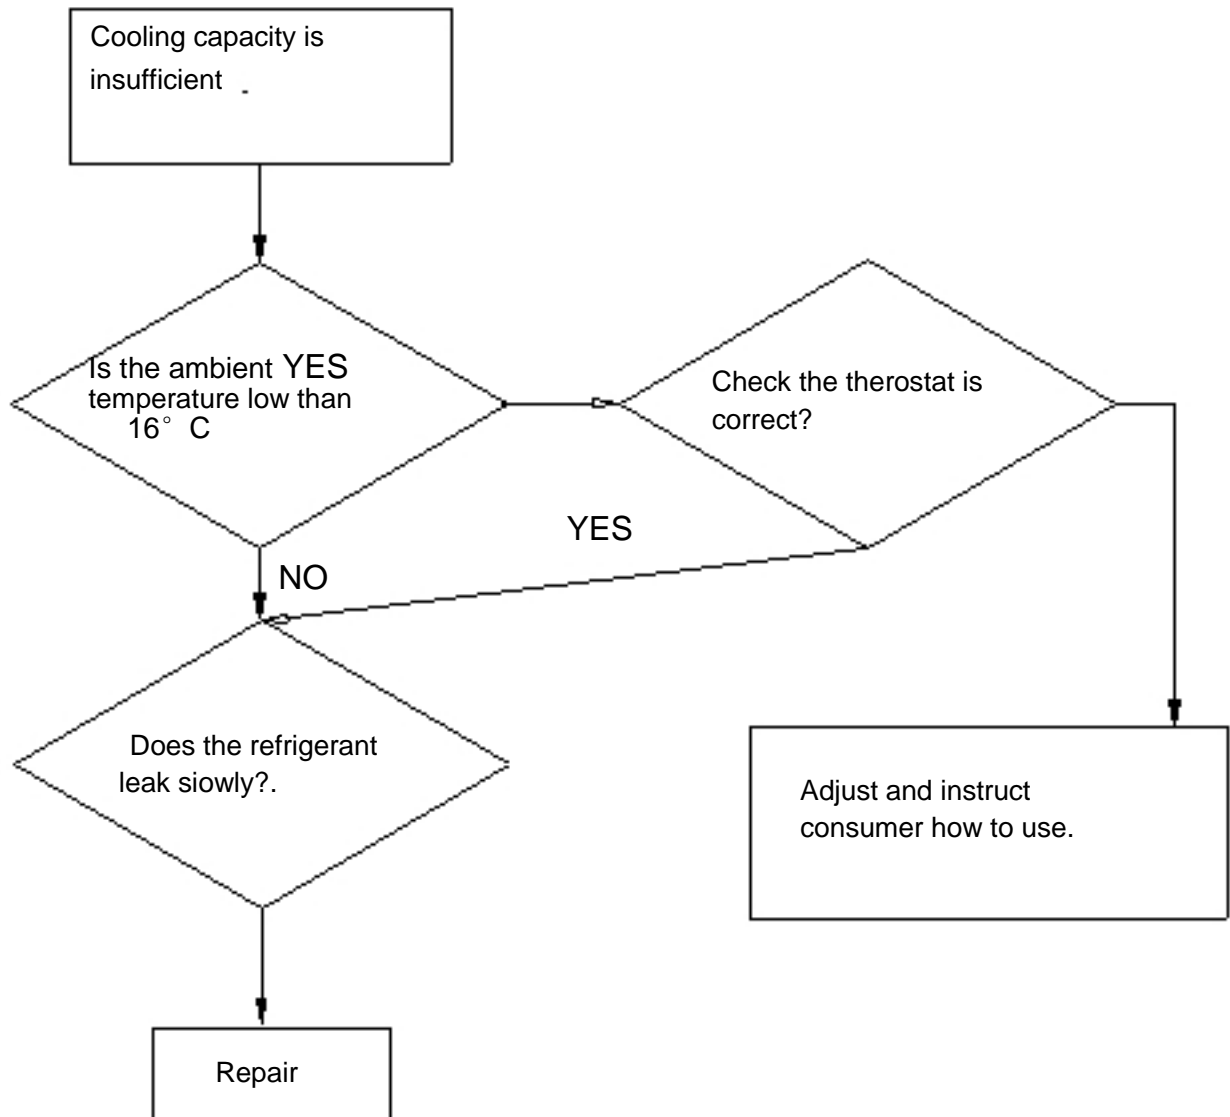 Cooling capacity is
insufficient .
Is the ambient YES
temperature low than
16° C
Check the therostat is
correct?
YES
NO
Does the refrigerant
leak siowly?.
Adjust and instruct
consumer how to use.
Repair